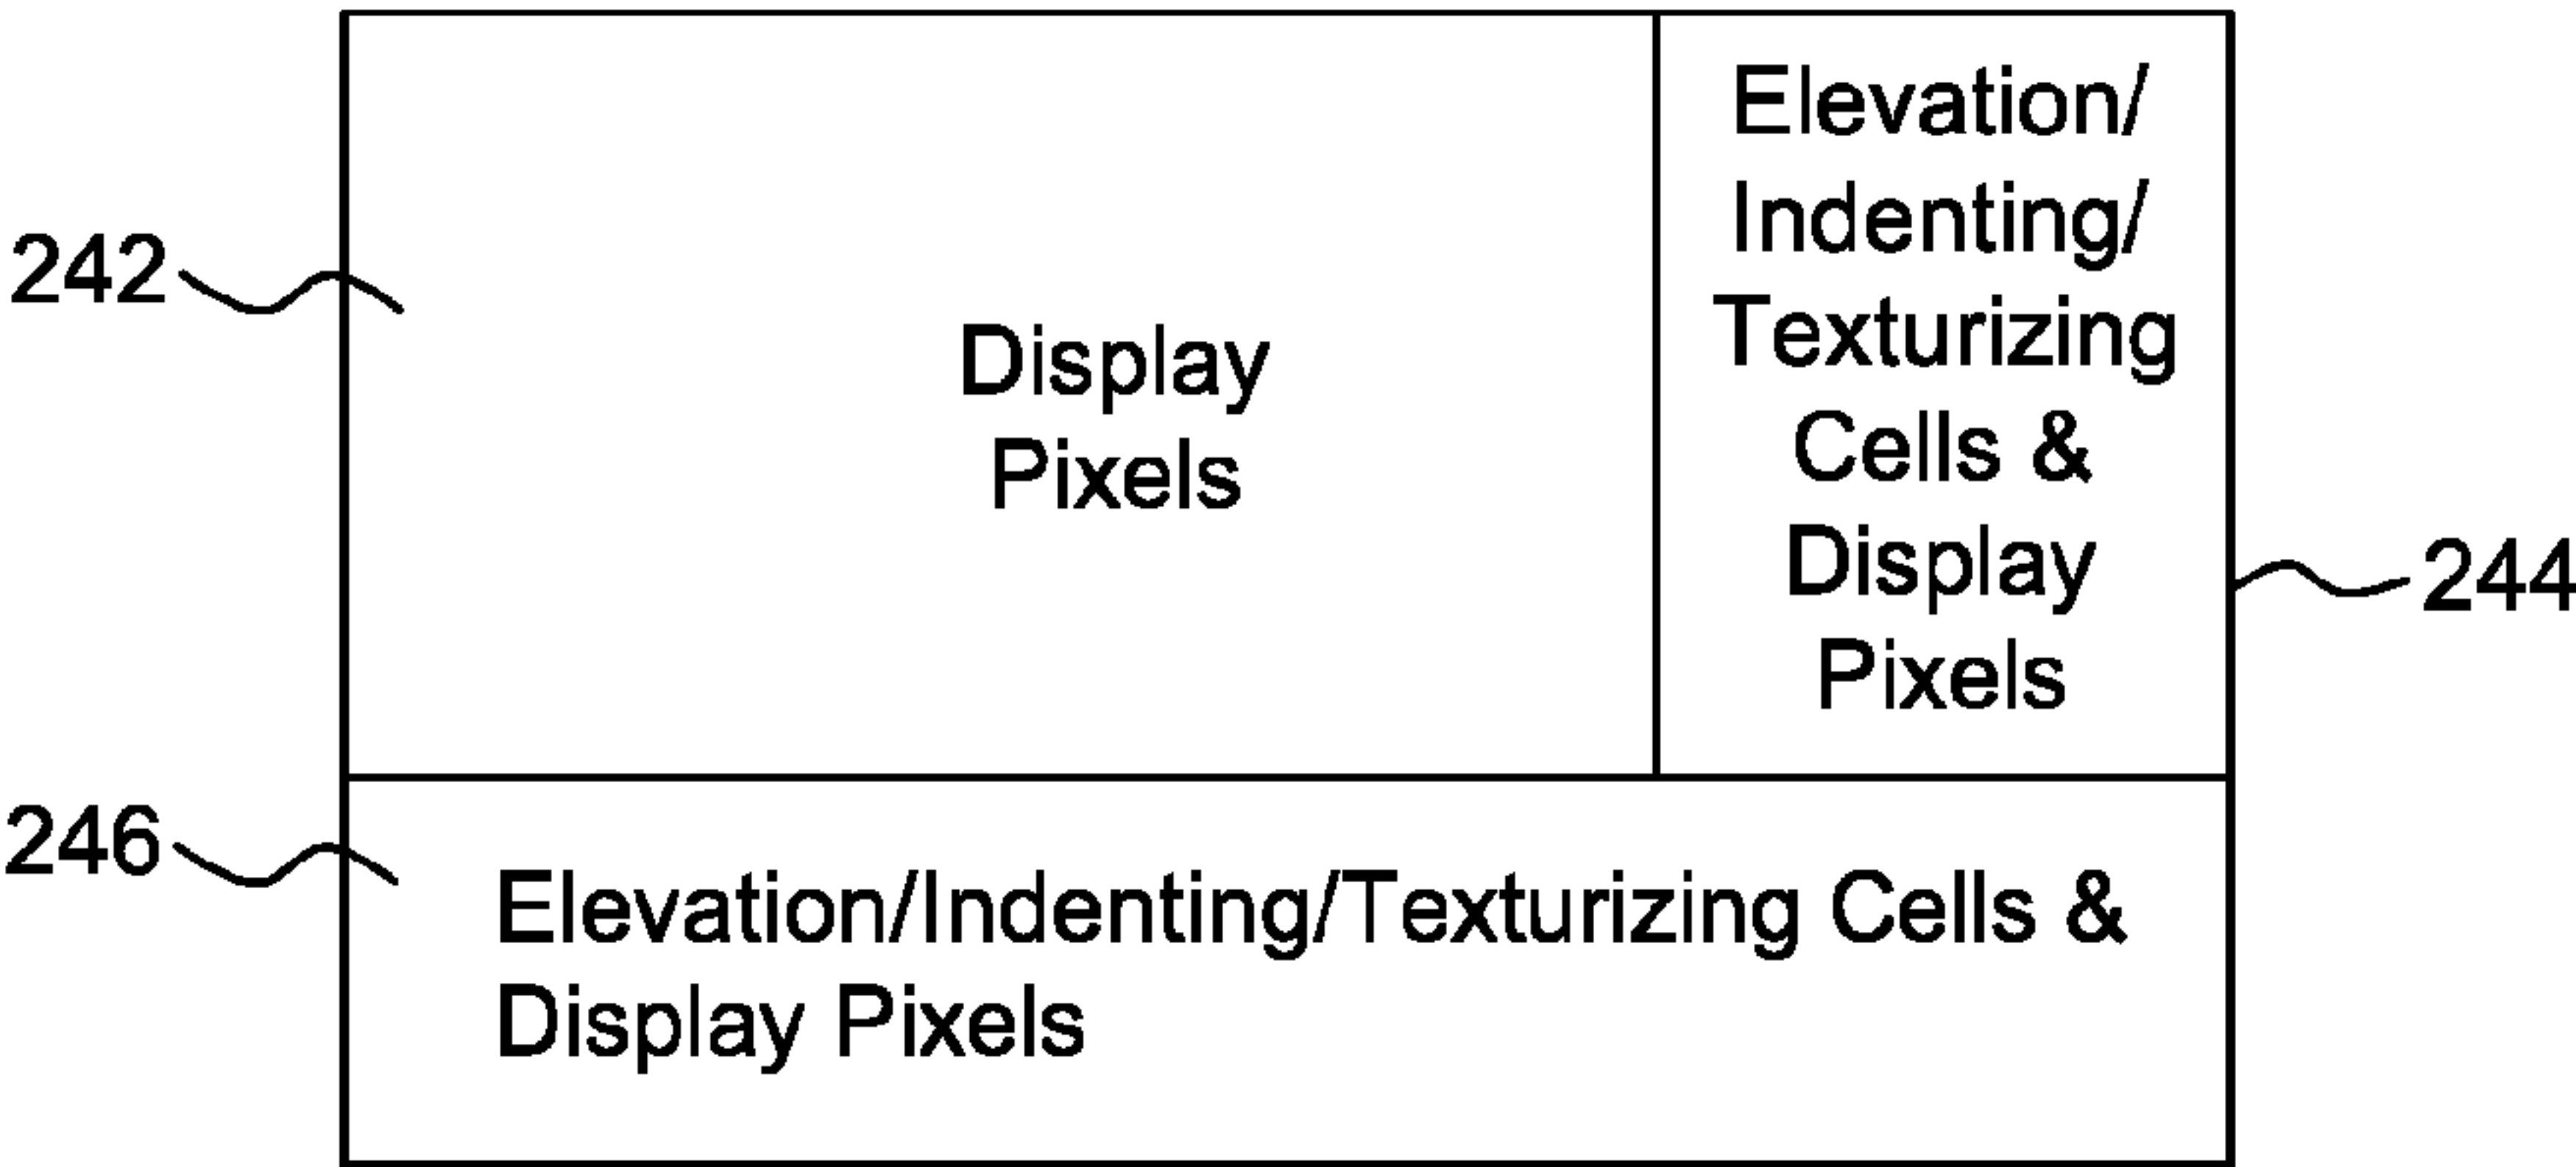 242
Display
Pixels
Elevation/
Indenting/
Texturizing
Cells &
Display
Pixels
244
246
Elevation/Indenting/Texturizing Cells &
Display Pixels